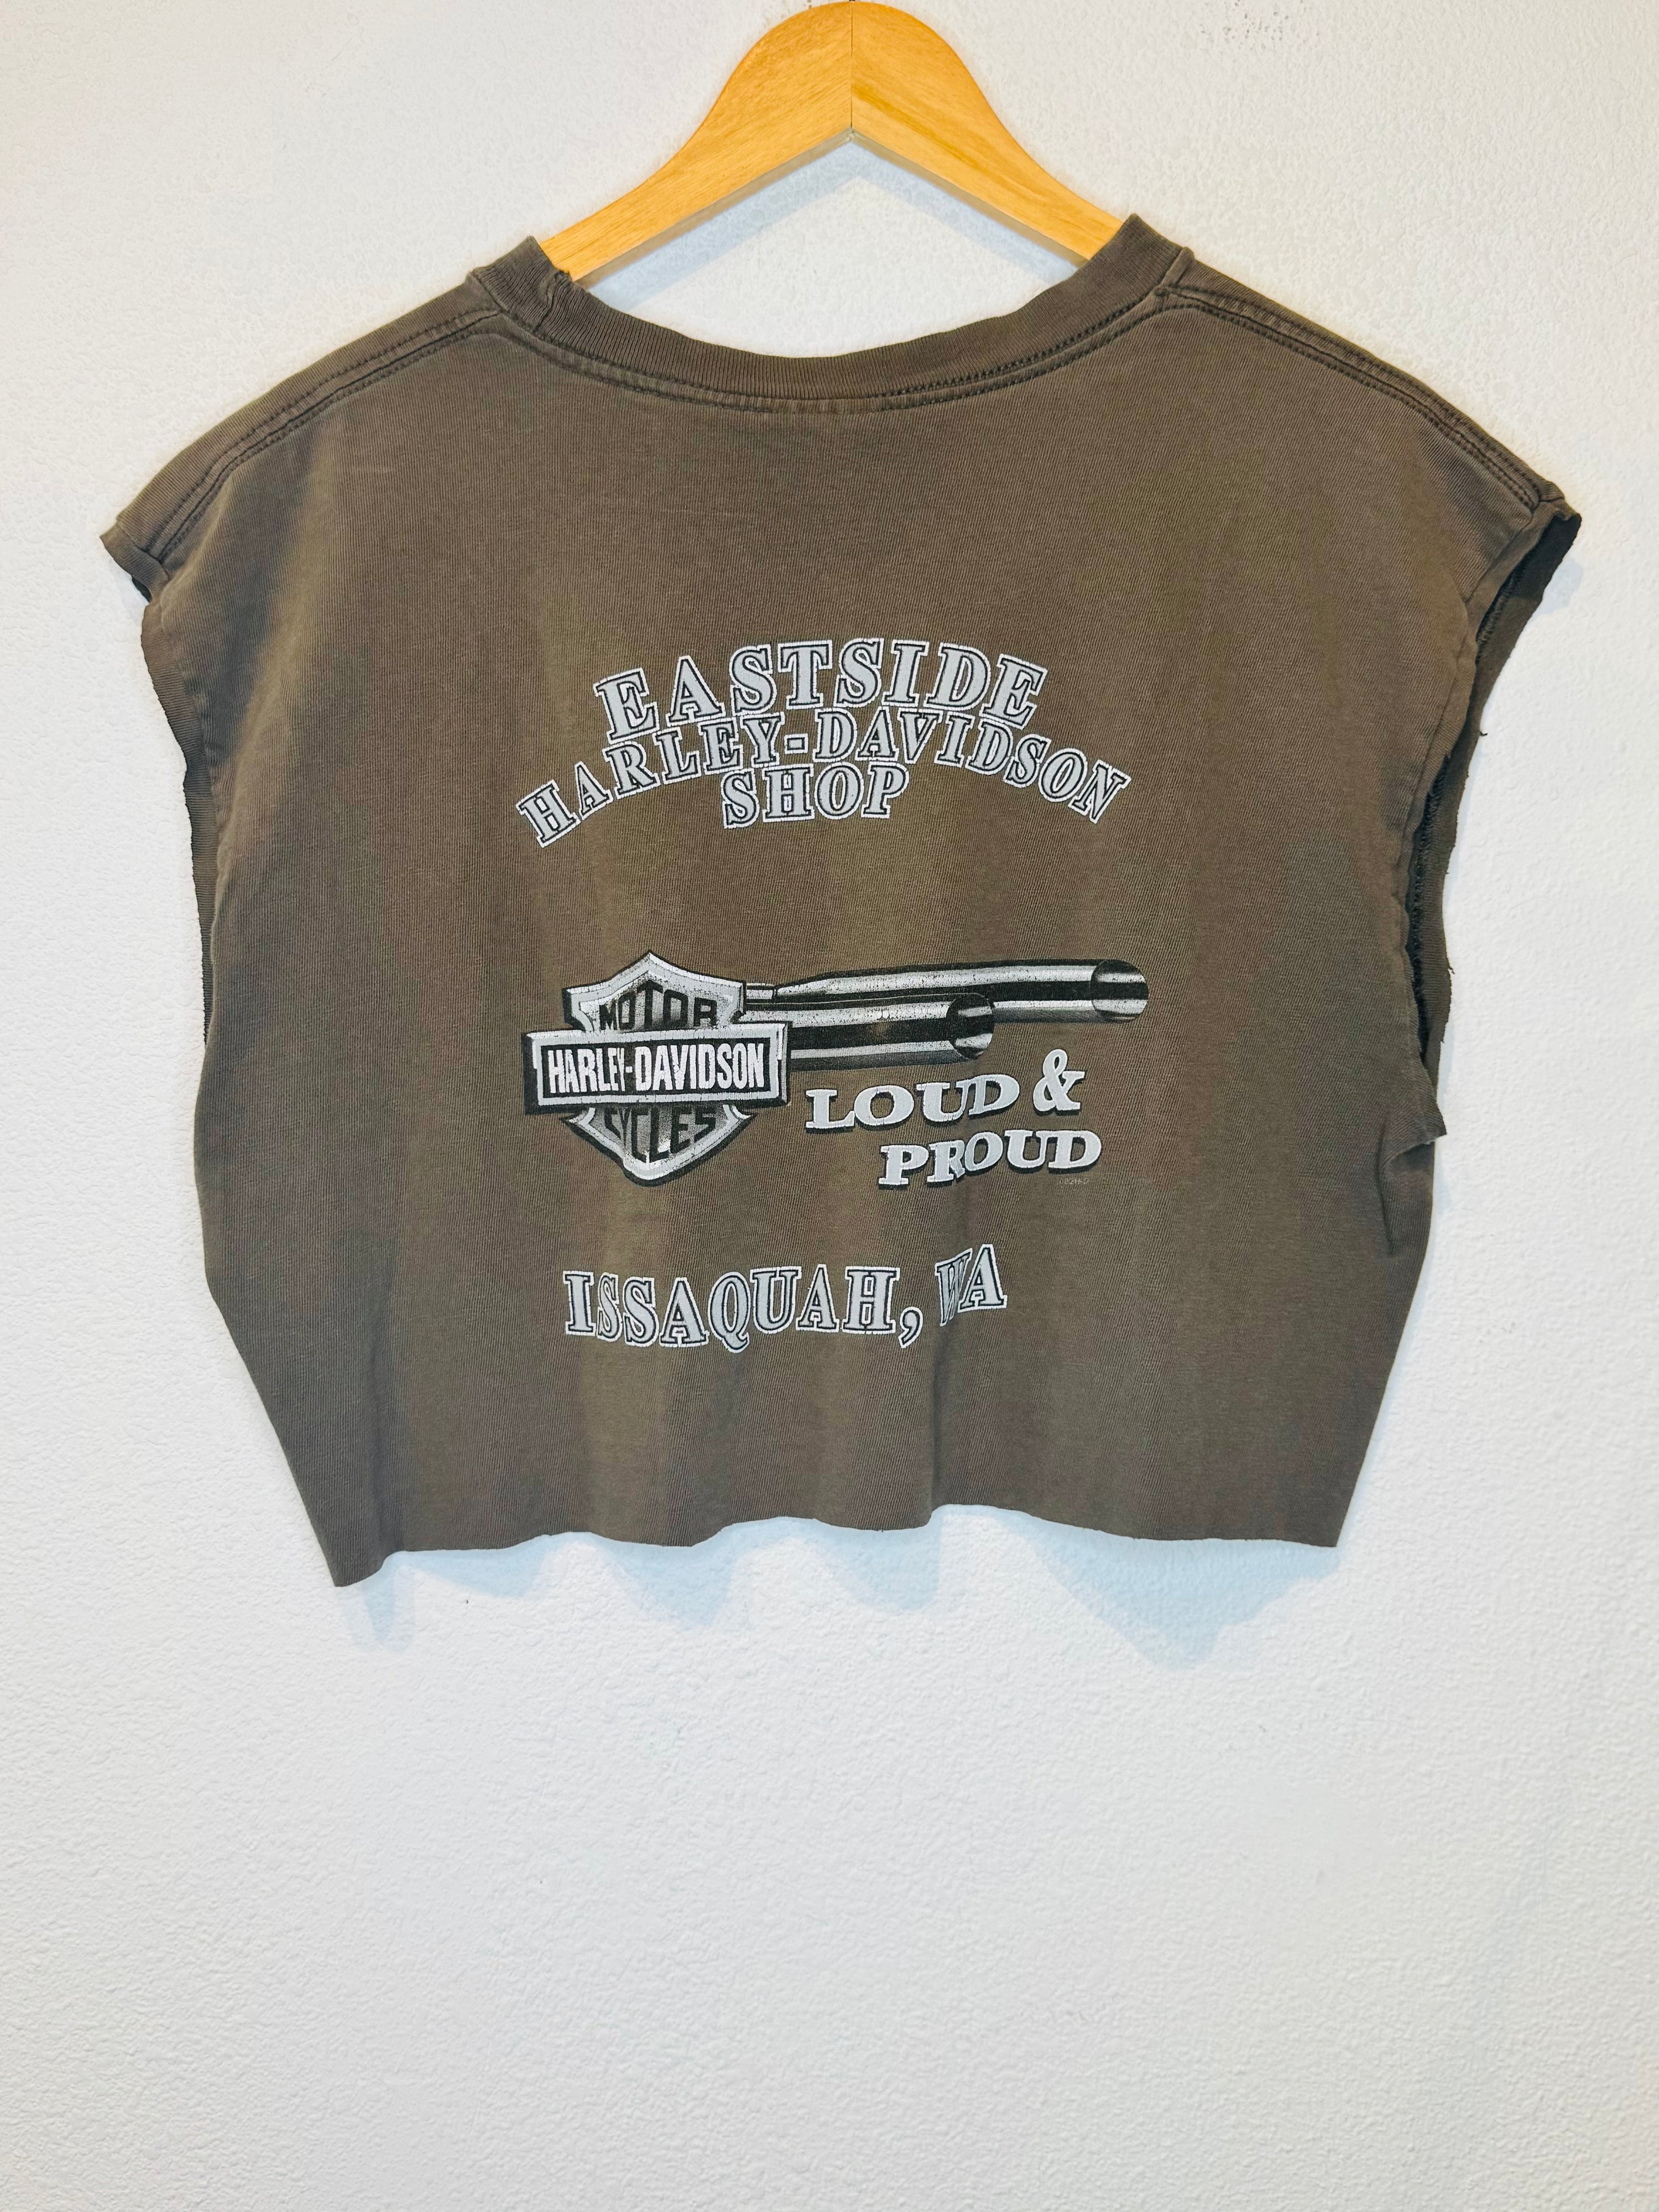 EASTSIDE
HARLEY-DAVIDSON
SHOP
MOTOR
HARLEY-DAVIDSON
CYCLES
LOUD &
PROUD
ISSAQUAH, WA